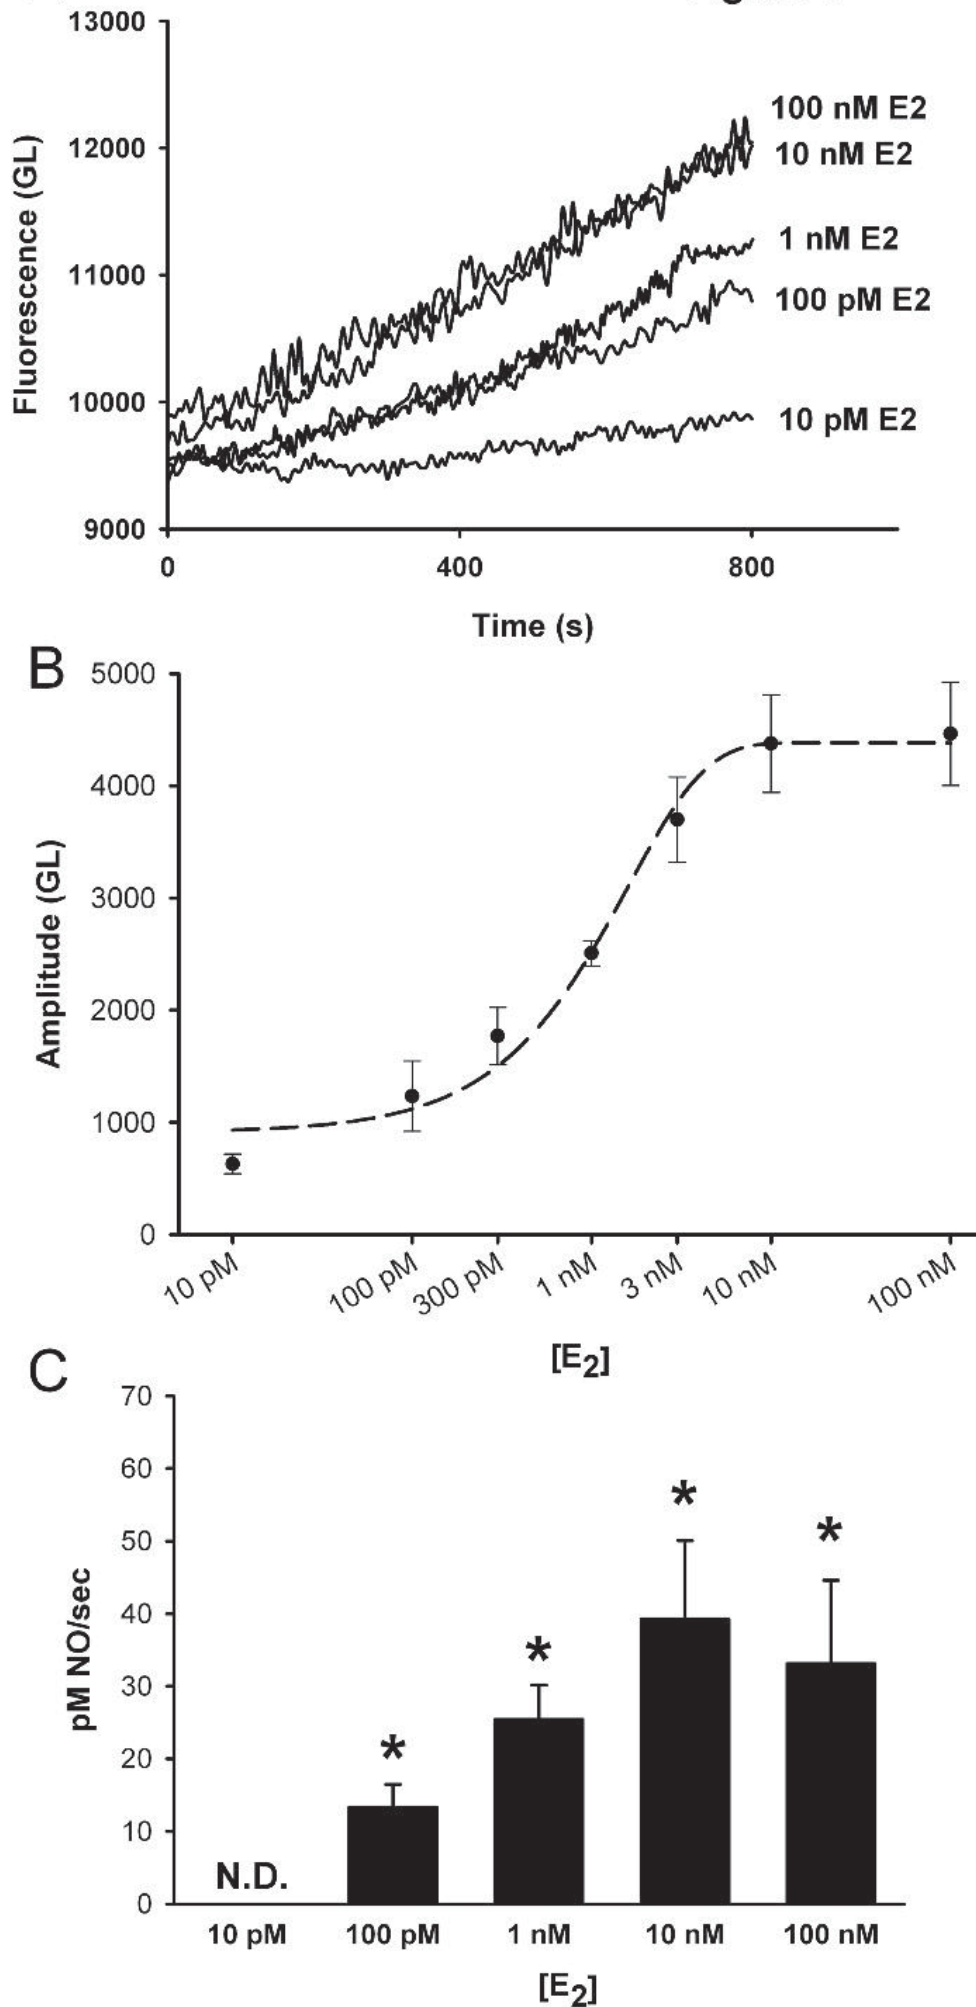 13000
100 nM E2
12000
10 nM E2
1 nM E2
11000
100 pM E2
10000
10 pM E2
9000
Fluorescence (GL)
0 400 800
Time (s)
B
5000
4000
3000
2000
1000
0
Amplitude (GL)
10 pM 100 pM 300 pM 1 nM 3 nM 10 nM 100 nM
[E2]
C
70
60
50
40
30
20
10
0
pM NO/sec
*
*
*
*
N.D.
10 pM 100 pM 1 nM 10 nM 100 nM
[E2]